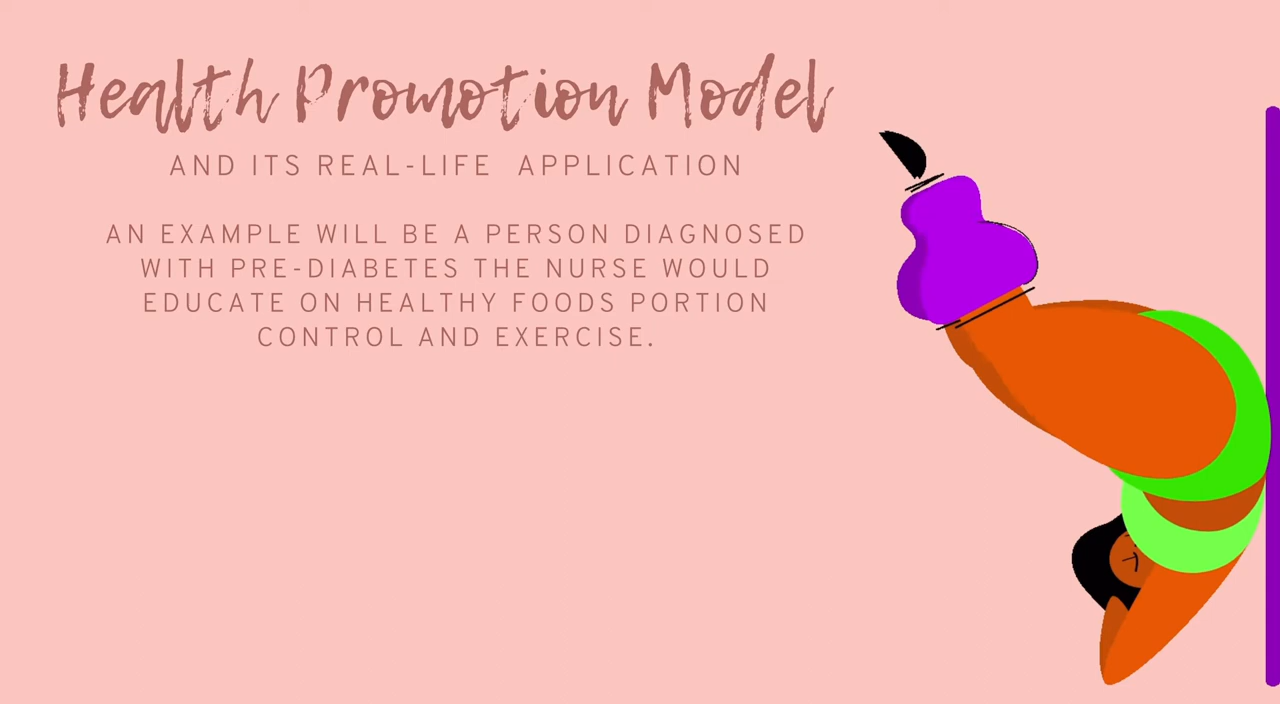 Health Promotion Model
AND ITS REAL-LIFE APPLICATION
AN EXAMPLE WILL BE A PERSON DIAGNOSED
WITH PRE-DIABETES THE NURSE WOULD
EDUCATE ON HEALTHY FOODS PORTION
CONTROL AND EXERCISE.